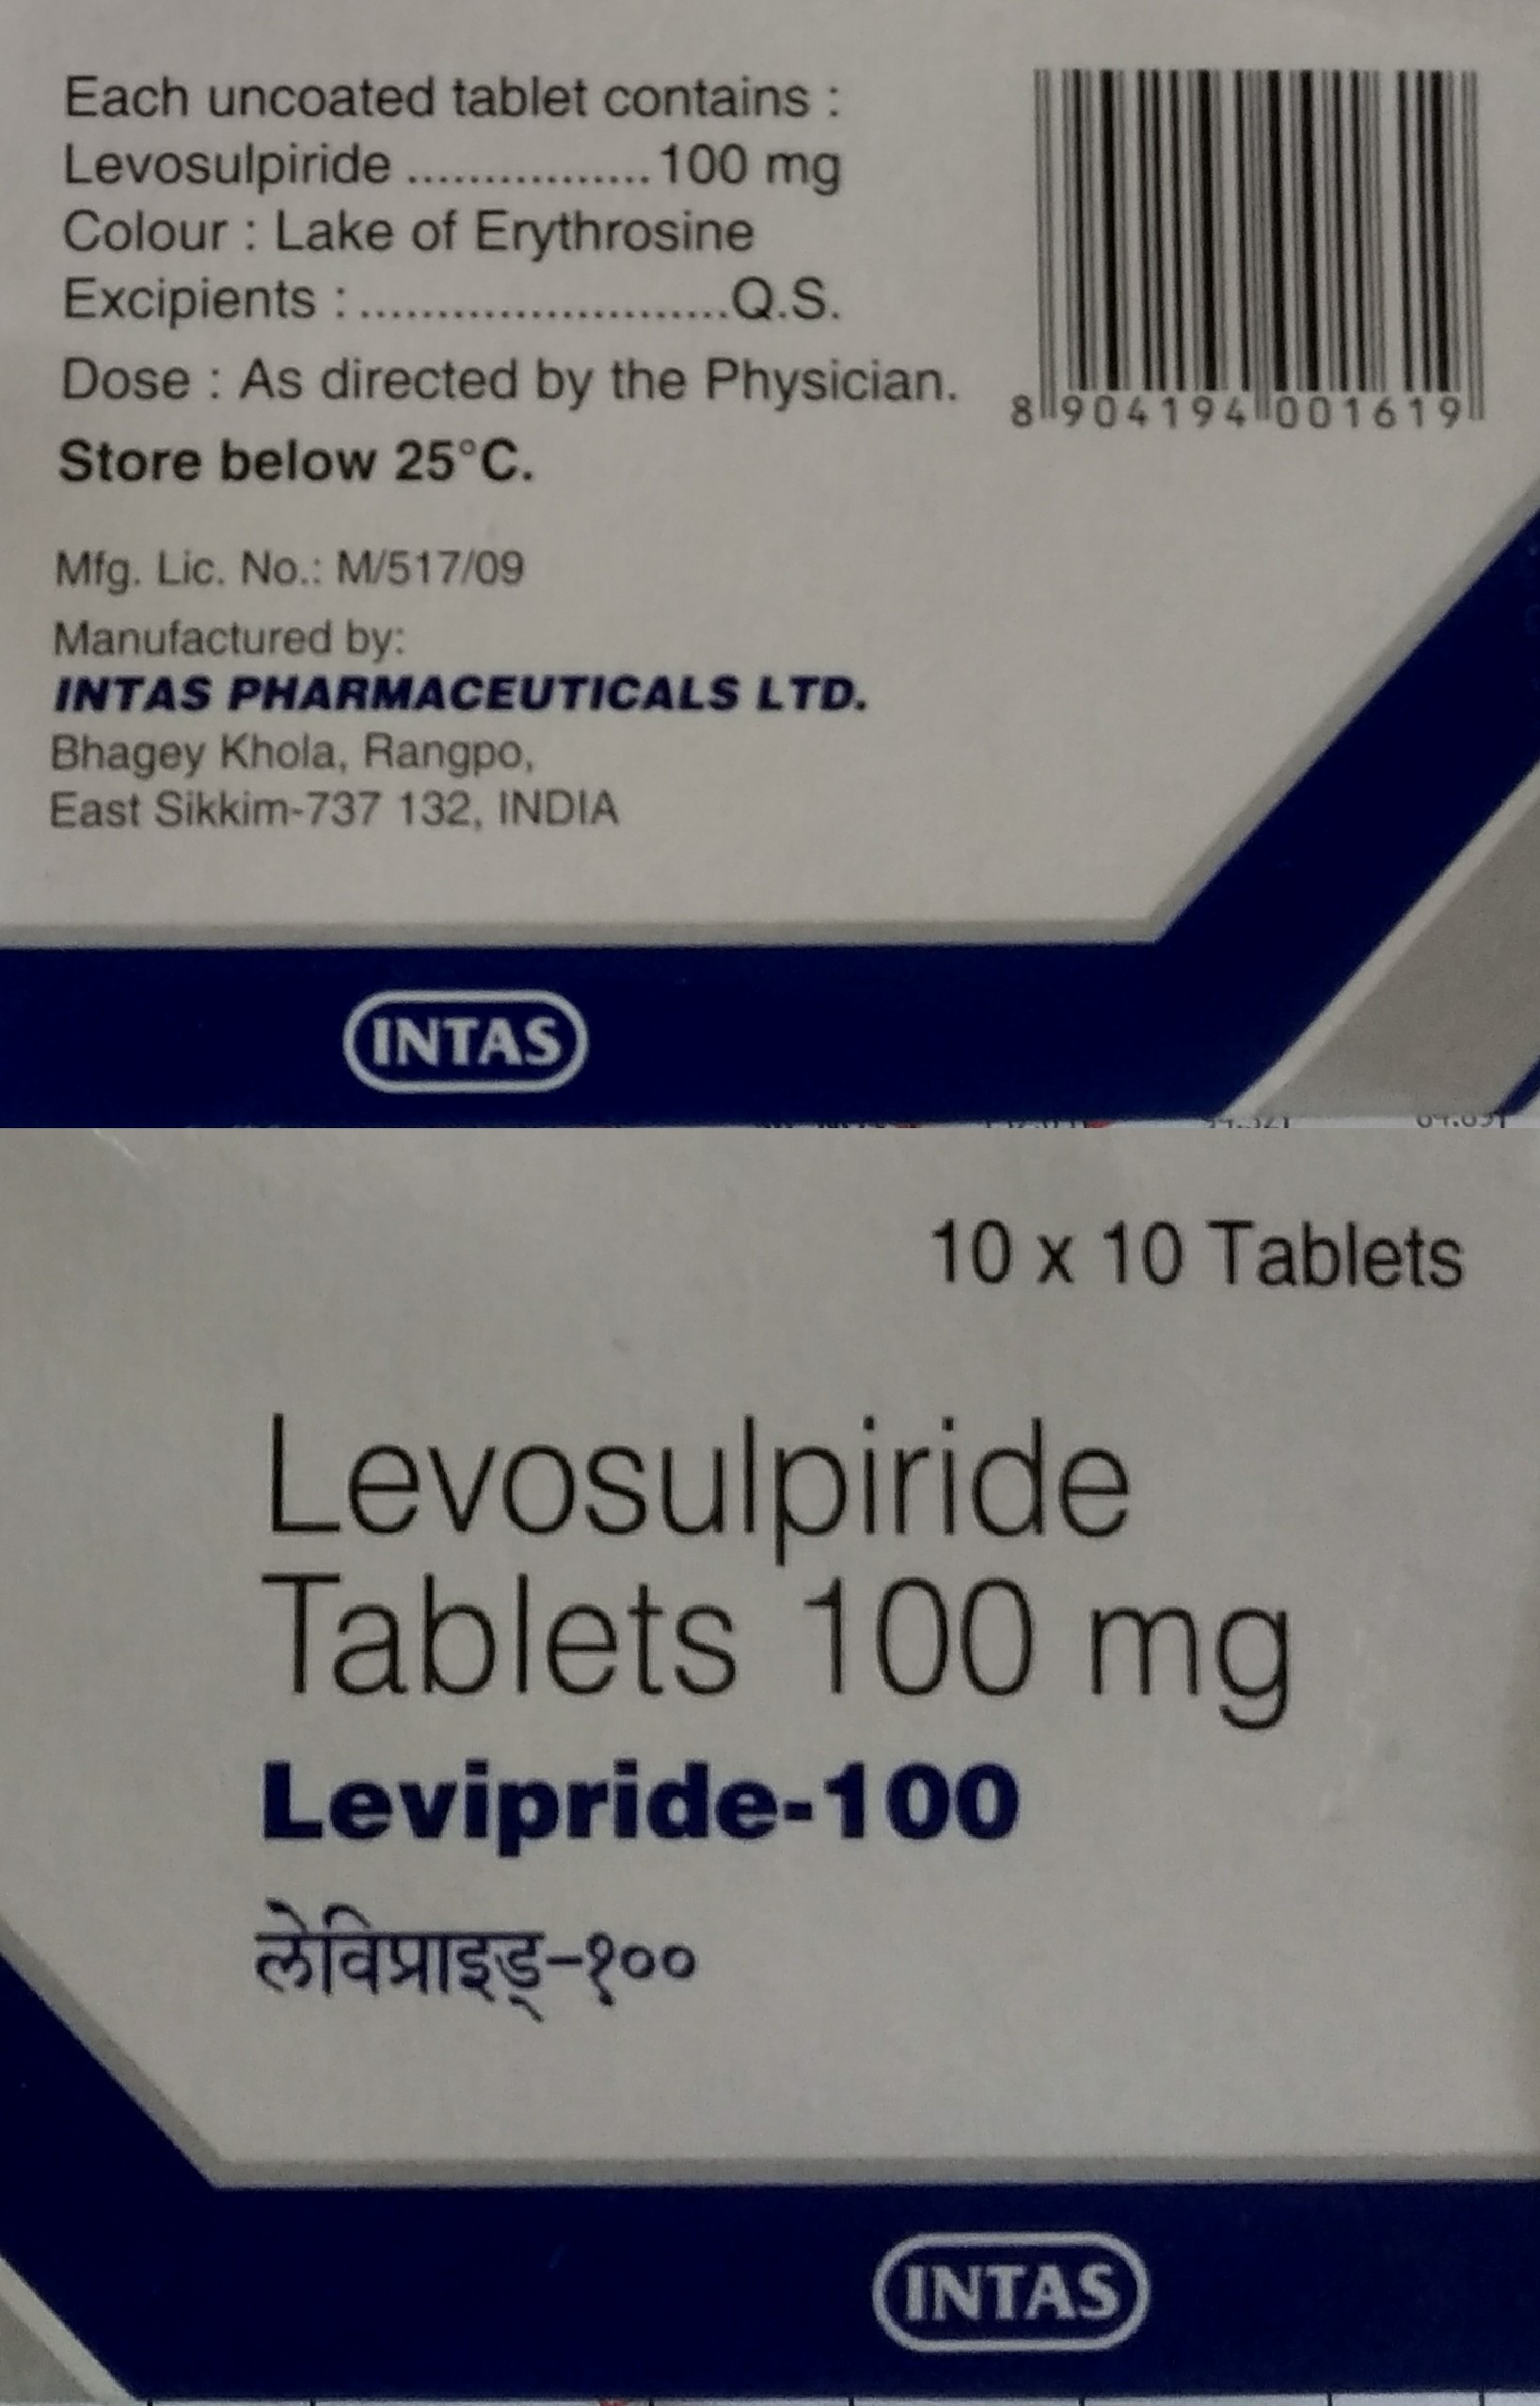 Each uncoated tablet contains :
Levosulpiride ................ 100 mg
Colour : Lake of Erythrosine
Excipients : ........................Q.S.
Dose : As directed by the Physician.
Store below 25°C.
8 904194 001619
Mfg. Lic. No.: M/517/09
Manufactured by:
INTAS PHARMACEUTICALS LTD.
Bhagey Khola, Rangpo,
East Sikkim-737 132, INDIA
INTAS
10 x 10 Tablets
Levosulpiride
Tablets 100 mg
Levipride-100
लेविप्राइड्-१००
INTAS